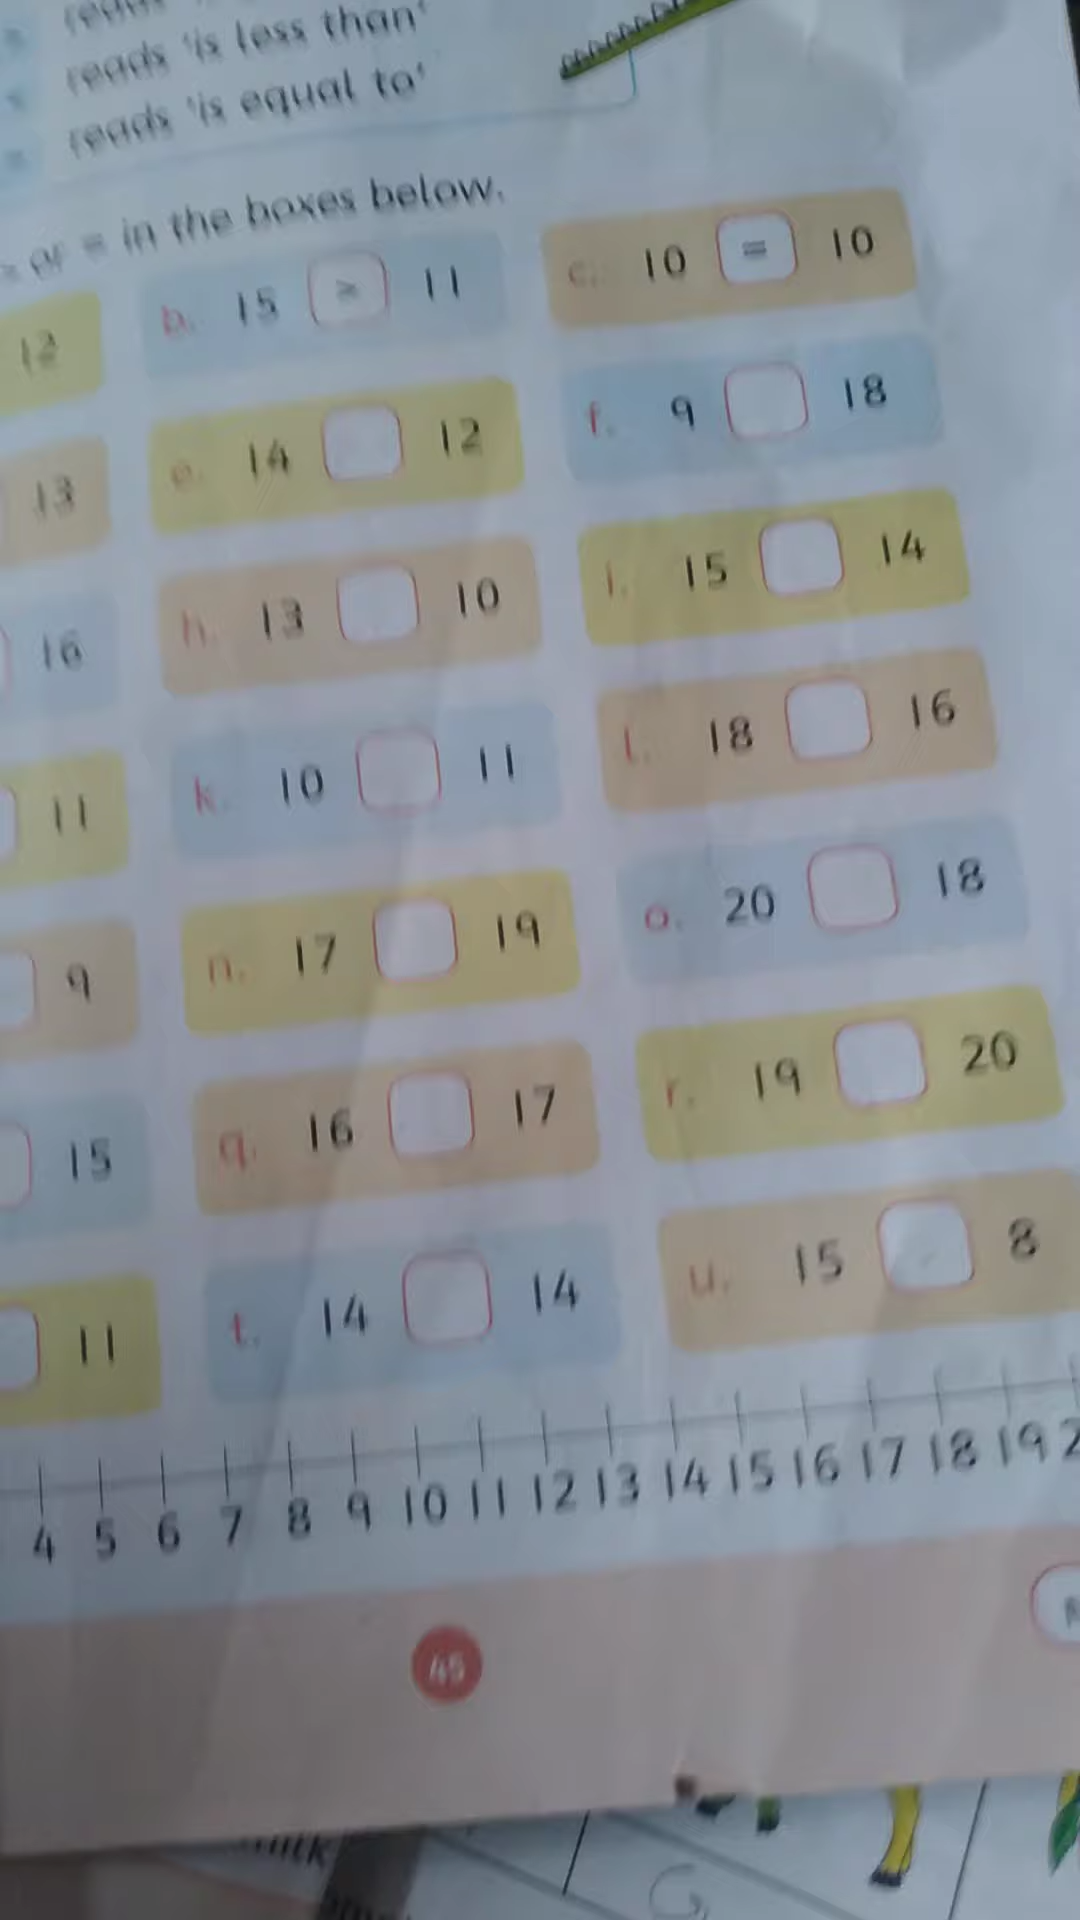 reads 'is less than'
= reads 'is equal to'
or = in the boxes below.
12 b. 15 > 11 c. 10 = 10
13 e. 14 12 f. 9 18
16 h. 13 10 i. 15 14
11 k. 10 11 l. 18 16
9 n. 17 19 o. 20 18
15 q. 16 17 r. 19 20
11 t. 14 14 u. 15 8
4 5 6 7 8 9 10 11 12 13 14 15 16 17 18 19 2
45